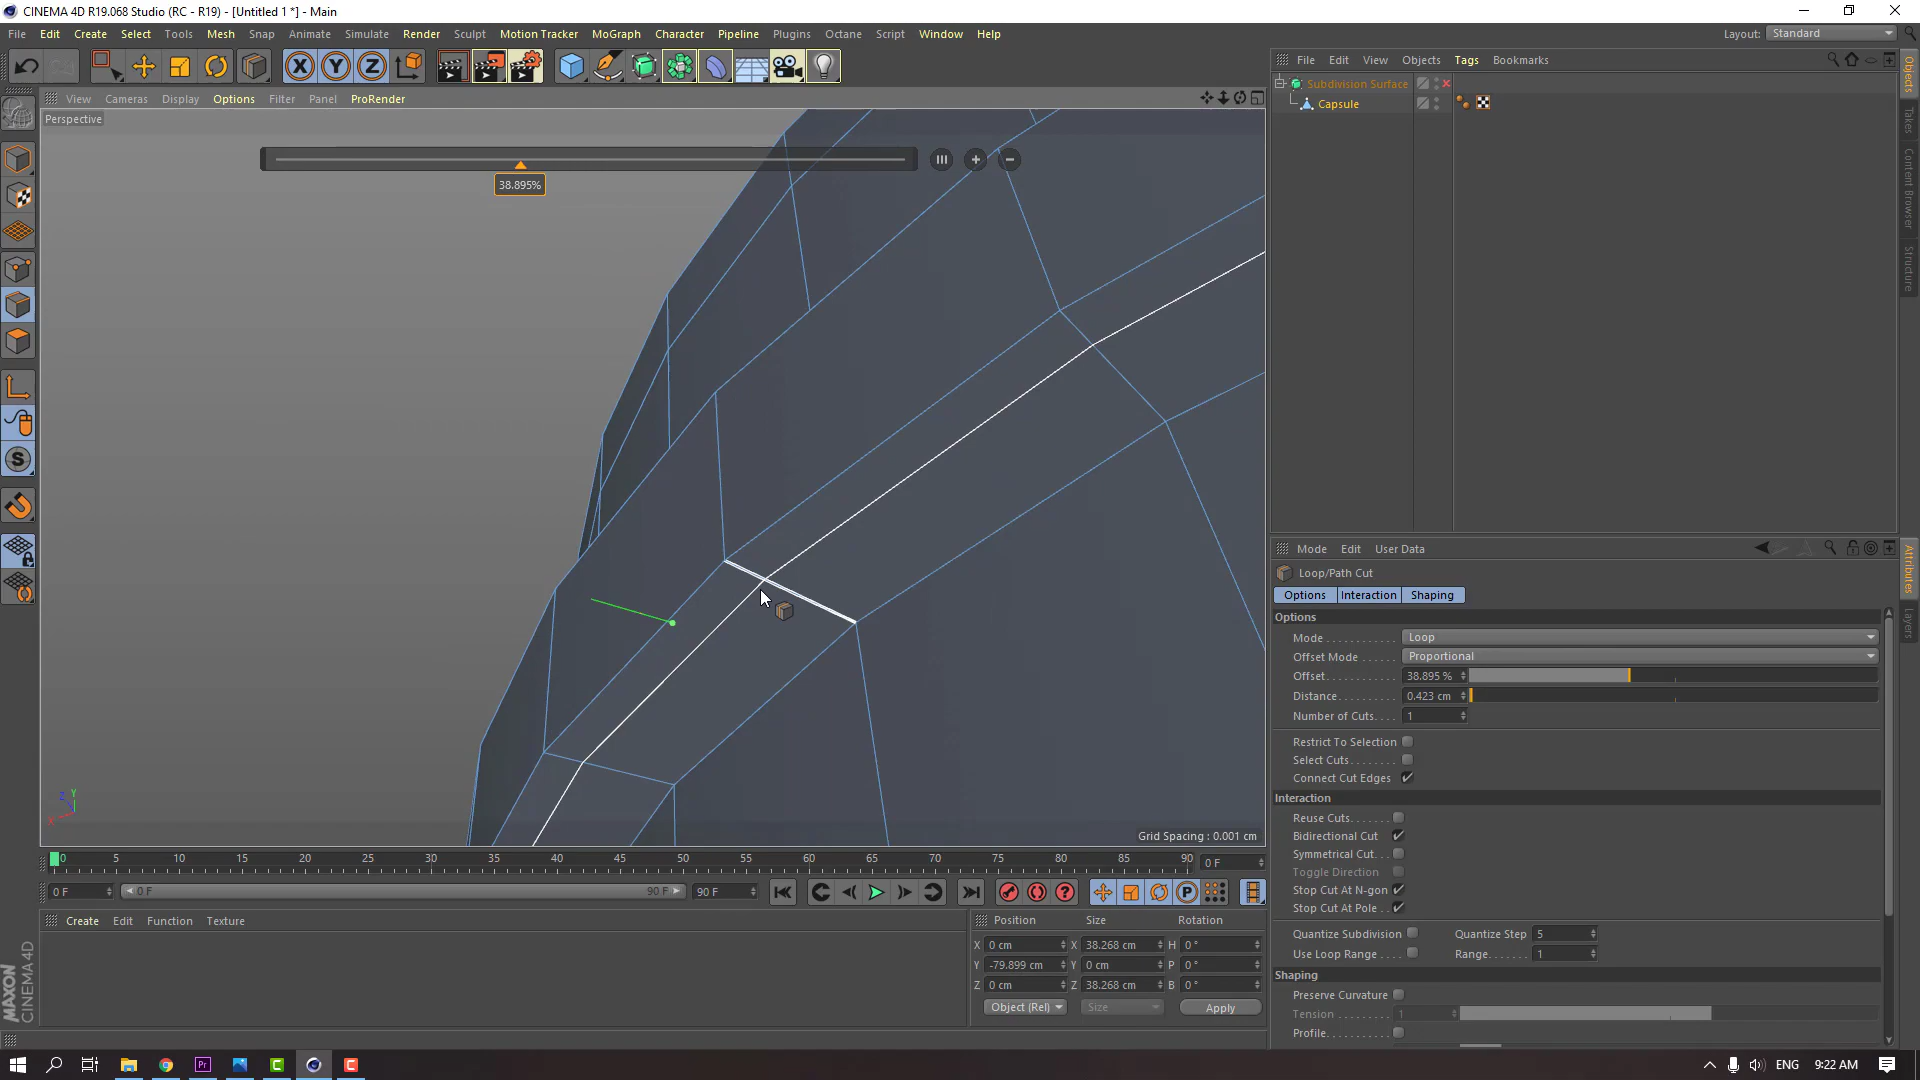 CINEMA 4D R19.068 Studio (RC - R19) - [Untitled 1 *] - Main
File Edit Create Select Tools Mesh Snap Animate Simulate Render Sculpt Motion Tracker MoGraph Character Pipeline Plugins Octane Script Window Help
Layout: Standard
View Cameras Display Options Filter Panel ProRender
Perspective
38.895%
Grid Spacing : 0.001 cm
File Edit View Objects Tags Bookmarks
Subdivision Surface
Capsule
Objects
Takes
Content Browser
Structure
Mode Edit User Data
Loop/Path Cut
Options Interaction Shaping
Options
Mode Loop
Offset Mode Proportional
Offset 38.895 %
Distance 0.423 cm
Number of Cuts 1
Restrict To Selection
Select Cuts
Connect Cut Edges
Interaction
Reuse Cuts
Bidirectional Cut
Symmetrical Cut
Toggle Direction
Stop Cut At N-gon
Stop Cut At Pole
Quantize Subdivision Quantize Step 5
Use Loop Range Range 1
Shaping
Preserve Curvature
Tension 1
Profile
Attributes
Layers
0 5 10 15 20 25 30 35 40 45 50 55 60 65 70 75 80 85 90 0 F
0 F 0 F 90 F 90 F
Create Edit Function Texture
Position Size Rotation
X 0 cm X 38.268 cm H 0 °
Y -79.899 cm Y 0 cm P 0 °
Z 0 cm Z 38.268 cm B 0 °
Object (Rel) Size Apply
MAXON
CINEMA 4D
ENG 9:22 AM